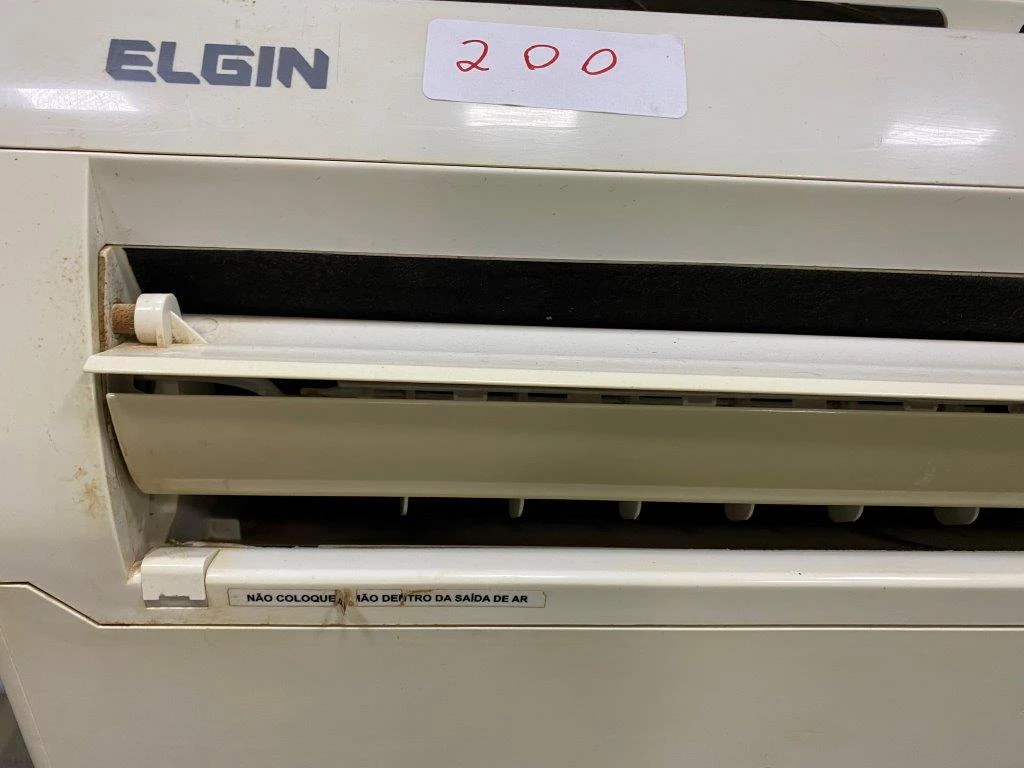 ELGIN
200
NÃO COLOQUE A MÃO DENTRO DA SAÍDA DE AR